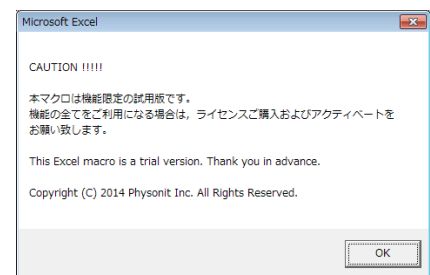 Microsoft Excel
CAUTION !!!!!
本マクロは機能限定の試用版です。
機能の全てをご利用になる場合は，ライセンスご購入およびアクティベートを
お願い致します。
This Excel macro is a trial version. Thank you in advance.
Copyright (C) 2014 Physonit Inc. All Rights Reserved.
OK